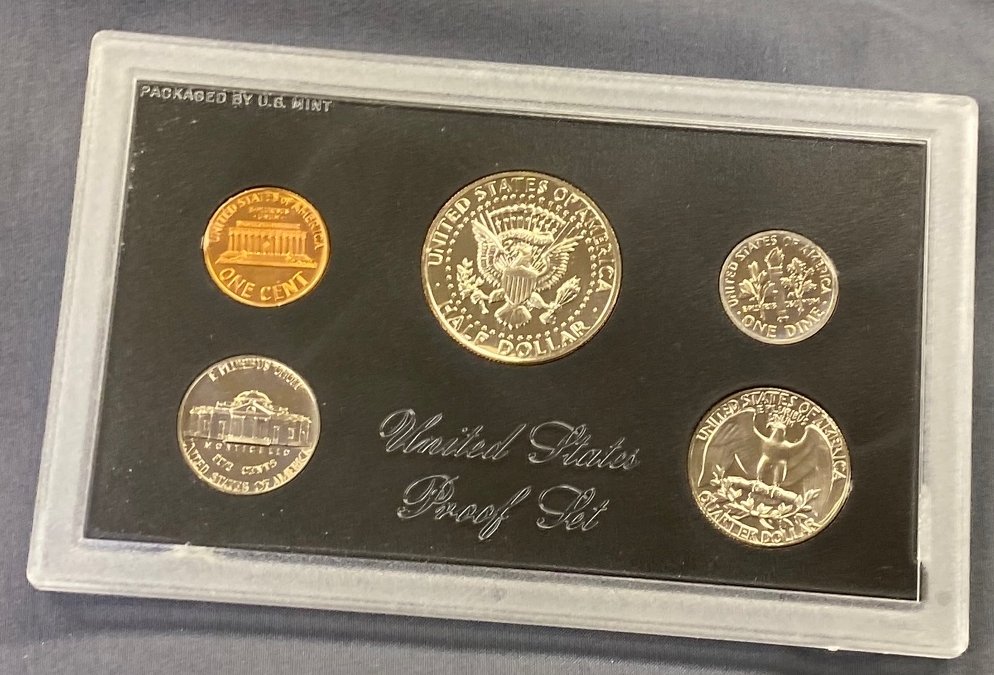 PACKAGED BY U.S. MINT
UNITED STATES OF AMERICA
ONE CENT
UNITED STATES OF AMERICA
HALF DOLLAR
UNITED STATES OF AMERICA
ONE DIME
E PLURIBUS UNUM
MONTICELLO
FIVE CENTS
UNITED STATES OF AMERICA
United States
Proof Set
UNITED STATES OF AMERICA
E PLURIBUS
UNUM
QUARTER DOLLAR